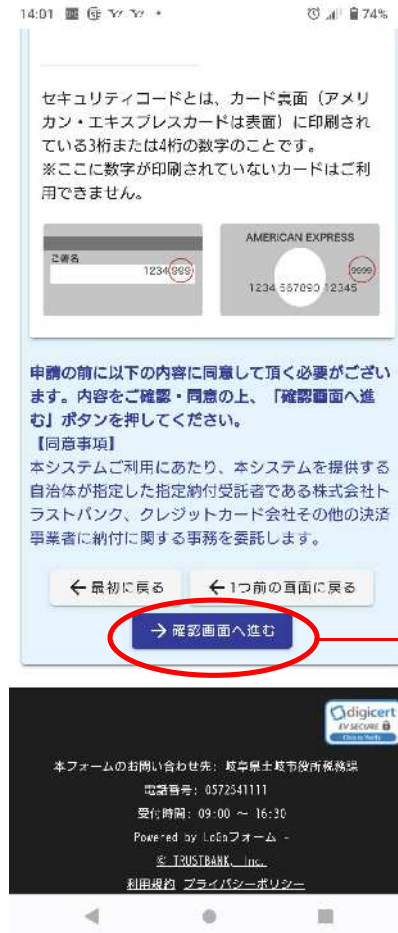 14:01
74%
セキュリティコードとは、カード裏面（アメリ
カン・エキスプレスカードは表面）に印刷され
ている3桁または4桁の数字のことです。
※ここに数字が印刷されていないカードはご利
用できません。
ご署名
1234 999
AMERICAN EXPRESS
9999
1234 567890 12345
申請の前に以下の内容に同意して頂く必要がござい
ます。内容をご確認・同意の上、「確認画面へ進
む」ボタンを押してください。
【同意事項】
本システムご利用にあたり、本システムを提供する
自治体が指定した指定納付受託者である株式会社ト
ラストバンク、クレジットカード会社その他の決済
事業者に納付に関する事務を委託します。
←最初に戻る
←1つ前の画面に戻る
→確認画面へ進む
digicert
EV SECURE
Click to Verify
本フォームのお問い合わせ先: 岐阜県土岐市役所税務課
電話番号: 0572541111
受付時間: 09:00 ～ 16:30
Powered by LoGoフォーム -
© TRUSTBANK, Inc.
利用規約 プライバシーポリシー